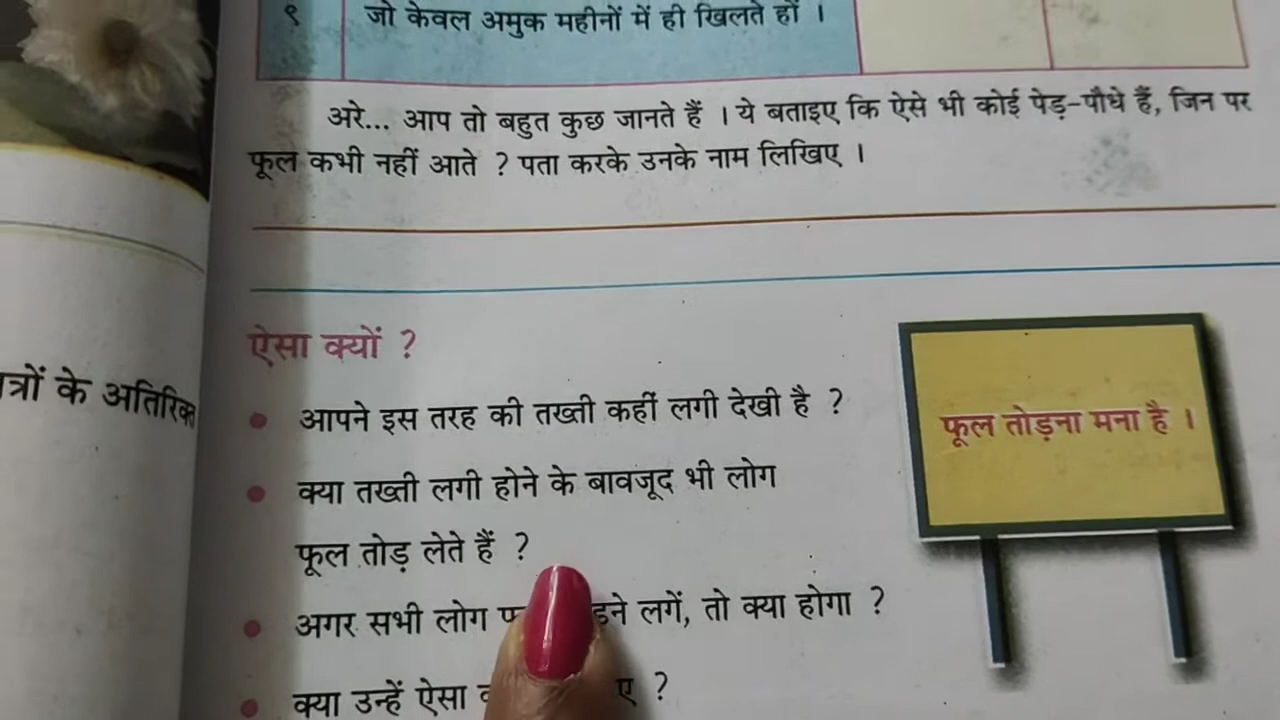 ९ जो केवल अमुक महीनों में ही खिलते हों ।
अरे... आप तो बहुत कुछ जानते हैं । ये बताइए कि ऐसे भी कोई पेड़-पौधे हैं, जिन पर
फूल कभी नहीं आते ? पता करके उनके नाम लिखिए ।
ऐसा क्यों ?
आपने इस तरह की तख्ती कहीं लगी देखी है ?
क्या तख्ती लगी होने के बावजूद भी लोग
फूल तोड़ लेते हैं ?
अगर सभी लोग लगें, तो क्या होगा ?
क्या उन्हें ऐसा ?
फूल तोड़ना मना है ।
के अतिरिक्त